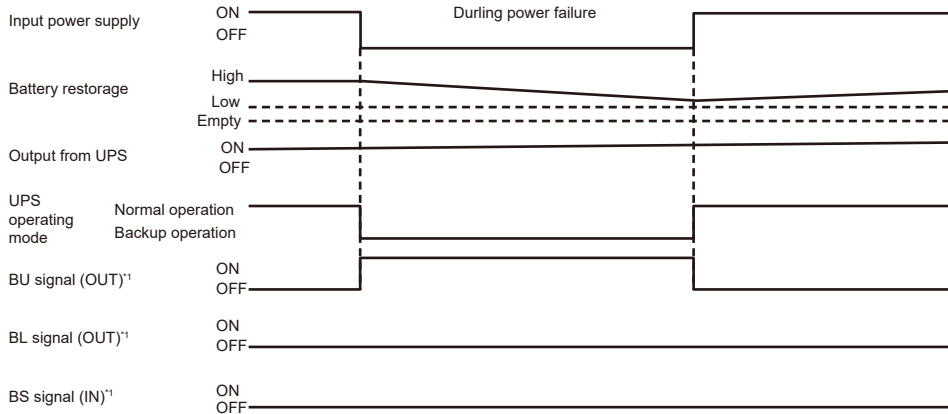 Input power supply
ON
OFF
Durling power failure
Battery restorage
High
Low
Empty
Output from UPS
ON
OFF
UPS
operating
mode
Normal operation
Backup operation
BU signal (OUT)*1
ON
OFF
BL signal (OUT)*1
ON
OFF
BS signal (IN)*1
ON
OFF